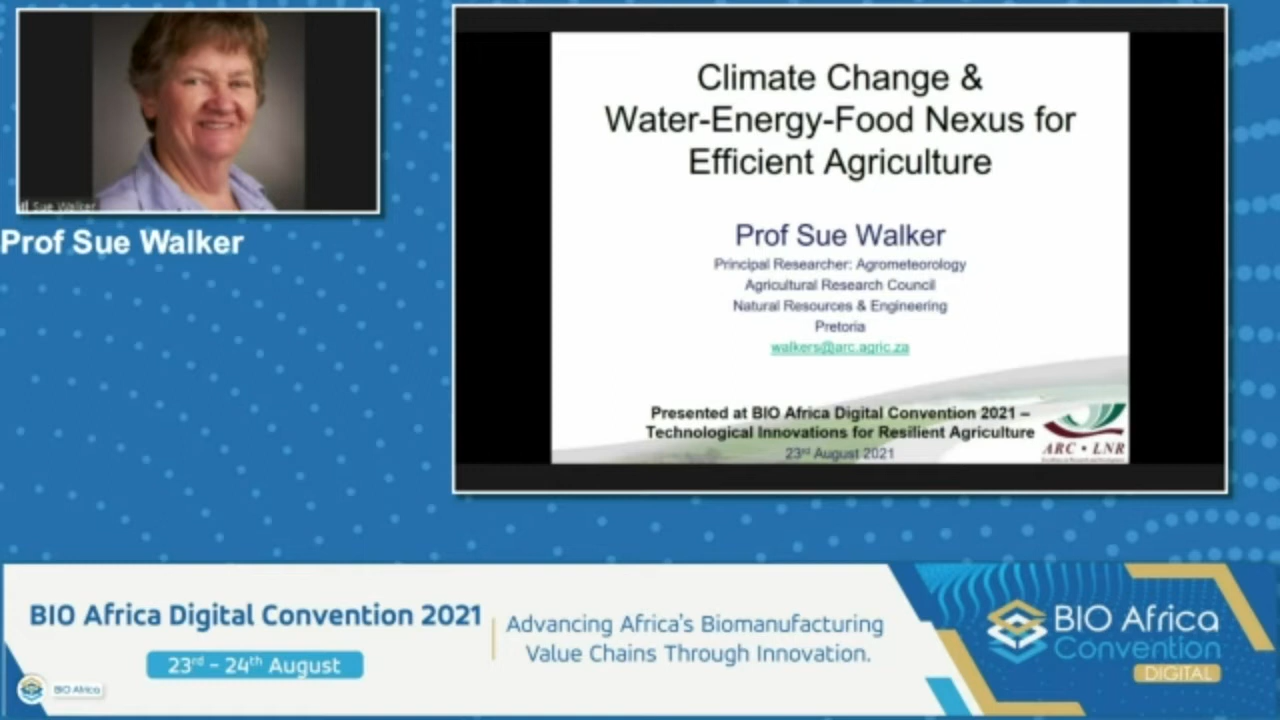 Sue Walker
Prof Sue Walker
Climate Change &
Water-Energy-Food Nexus for
Efficient Agriculture
Prof Sue Walker
Principal Researcher: Agrometeorology
Agricultural Research Council
Natural Resources & Engineering
Pretoria
walkers@arc.agric.za
Presented at BIO Africa Digital Convention 2021 –
Technological Innovations for Resilient Agriculture
23rd August 2021
ARC • LNR
BIO Africa Digital Convention 2021
23rd – 24th August
Advancing Africa's Biomanufacturing
Value Chains Through Innovation.
BIO Africa
Convention
DIGITAL
BIO Africa